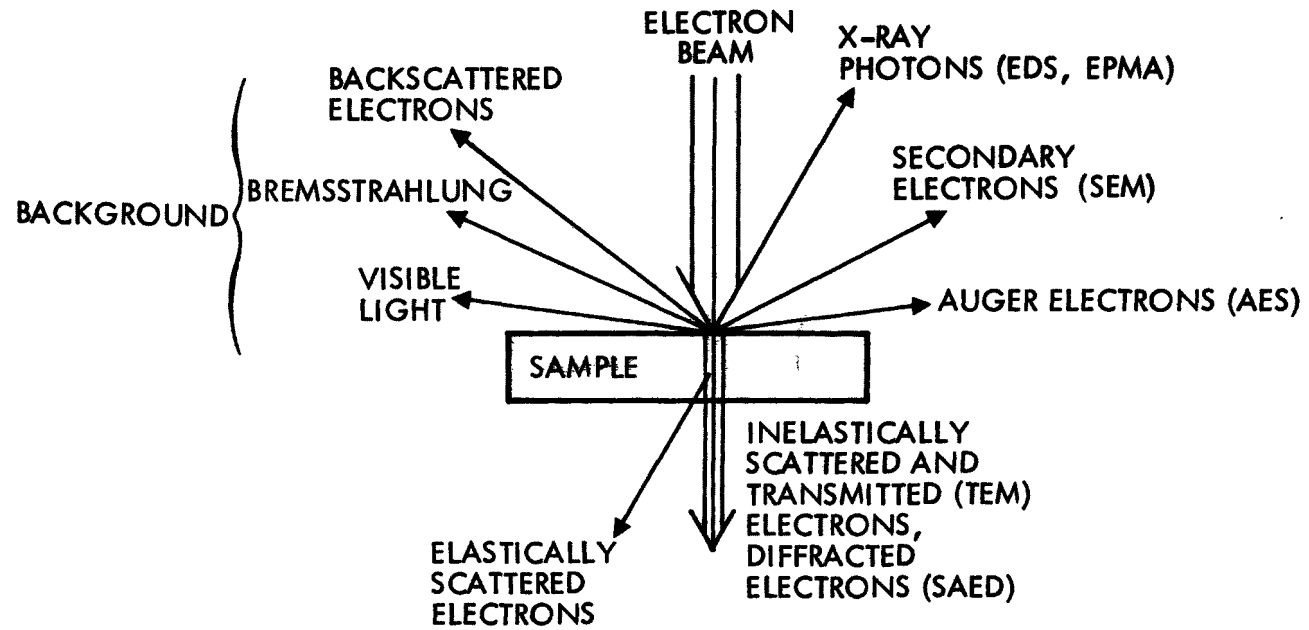 ELECTRON
BEAM
X-RAY
PHOTONS (EDS, EPMA)
BACKSCATTERED
ELECTRONS
SECONDARY
ELECTRONS (SEM)
BREMSSTRAHLUNG
BACKGROUND
VISIBLE
LIGHT
AUGER ELECTRONS (AES)
SAMPLE
INELASTICALLY
SCATTERED AND
TRANSMITTED (TEM)
ELECTRONS,
DIFFRACTED
ELECTRONS (SAED)
ELASTICALLY
SCATTERED
ELECTRONS